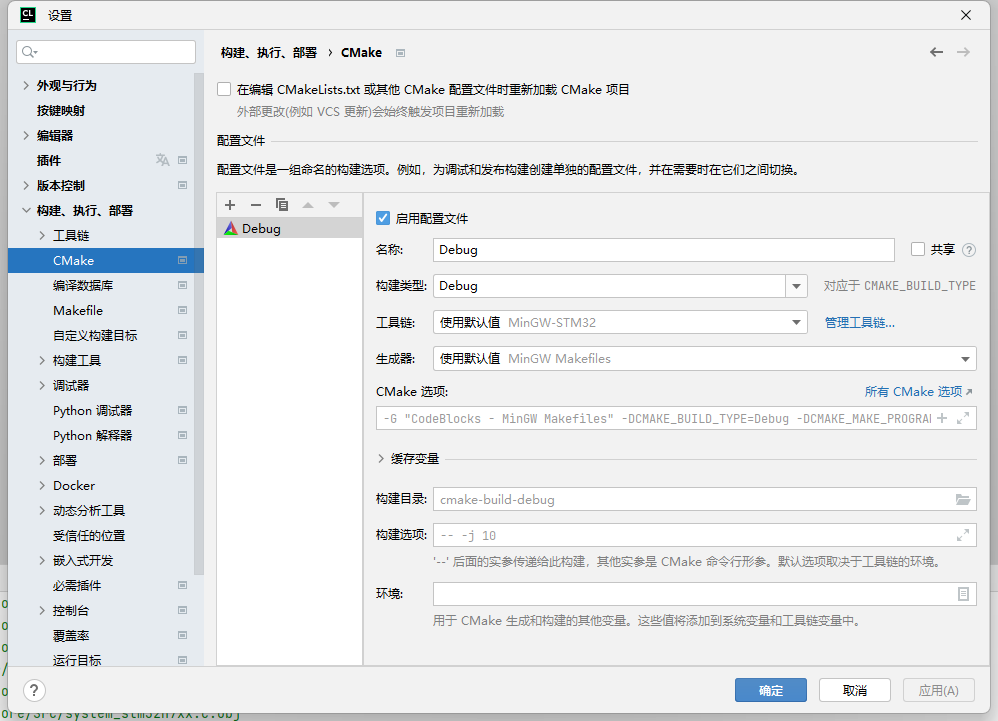 CL 设置
构建、执行、部署 › CMake
外观与行为
按键映射
编辑器
插件
版本控制
构建、执行、部署
工具链
CMake
编译数据库
Makefile
自定义构建目标
构建工具
调试器
Python 调试器
Python 解释器
部署
Docker
动态分析工具
受信任的位置
嵌入式开发
必需插件
控制台
覆盖率
运行目标
在编辑 CMakeLists.txt 或其他 CMake 配置文件时重新加载 CMake 项目
外部更改(例如 VCS 更新)会始终触发项目重新加载
配置文件
配置文件是一组命名的构建选项。例如，为调试和发布构建创建单独的配置文件，并在需要时在它们之间切换。
Debug
启用配置文件
名称: Debug 共享 ?
构建类型: Debug 对应于 CMAKE_BUILD_TYPE
工具链: 使用默认值 MinGW-STM32 管理工具链...
生成器: 使用默认值 MinGW Makefiles
CMake 选项: 所有 CMake 选项
-G "CodeBlocks - MinGW Makefiles" -DCMAKE_BUILD_TYPE=Debug -DCMAKE_MAKE_PROGRAM
缓存变量
构建目录: cmake-build-debug
构建选项: -- -j 10
'--' 后面的实参传递给此构建，其他实参是 CMake 命令行形参。默认选项取决于工具链的环境。
环境:
用于 CMake 生成和构建的其他变量。这些值将添加到系统变量和工具链变量中。
? 确定 取消 应用(A)
ore/Src/system_stm32h7xx.c.obj